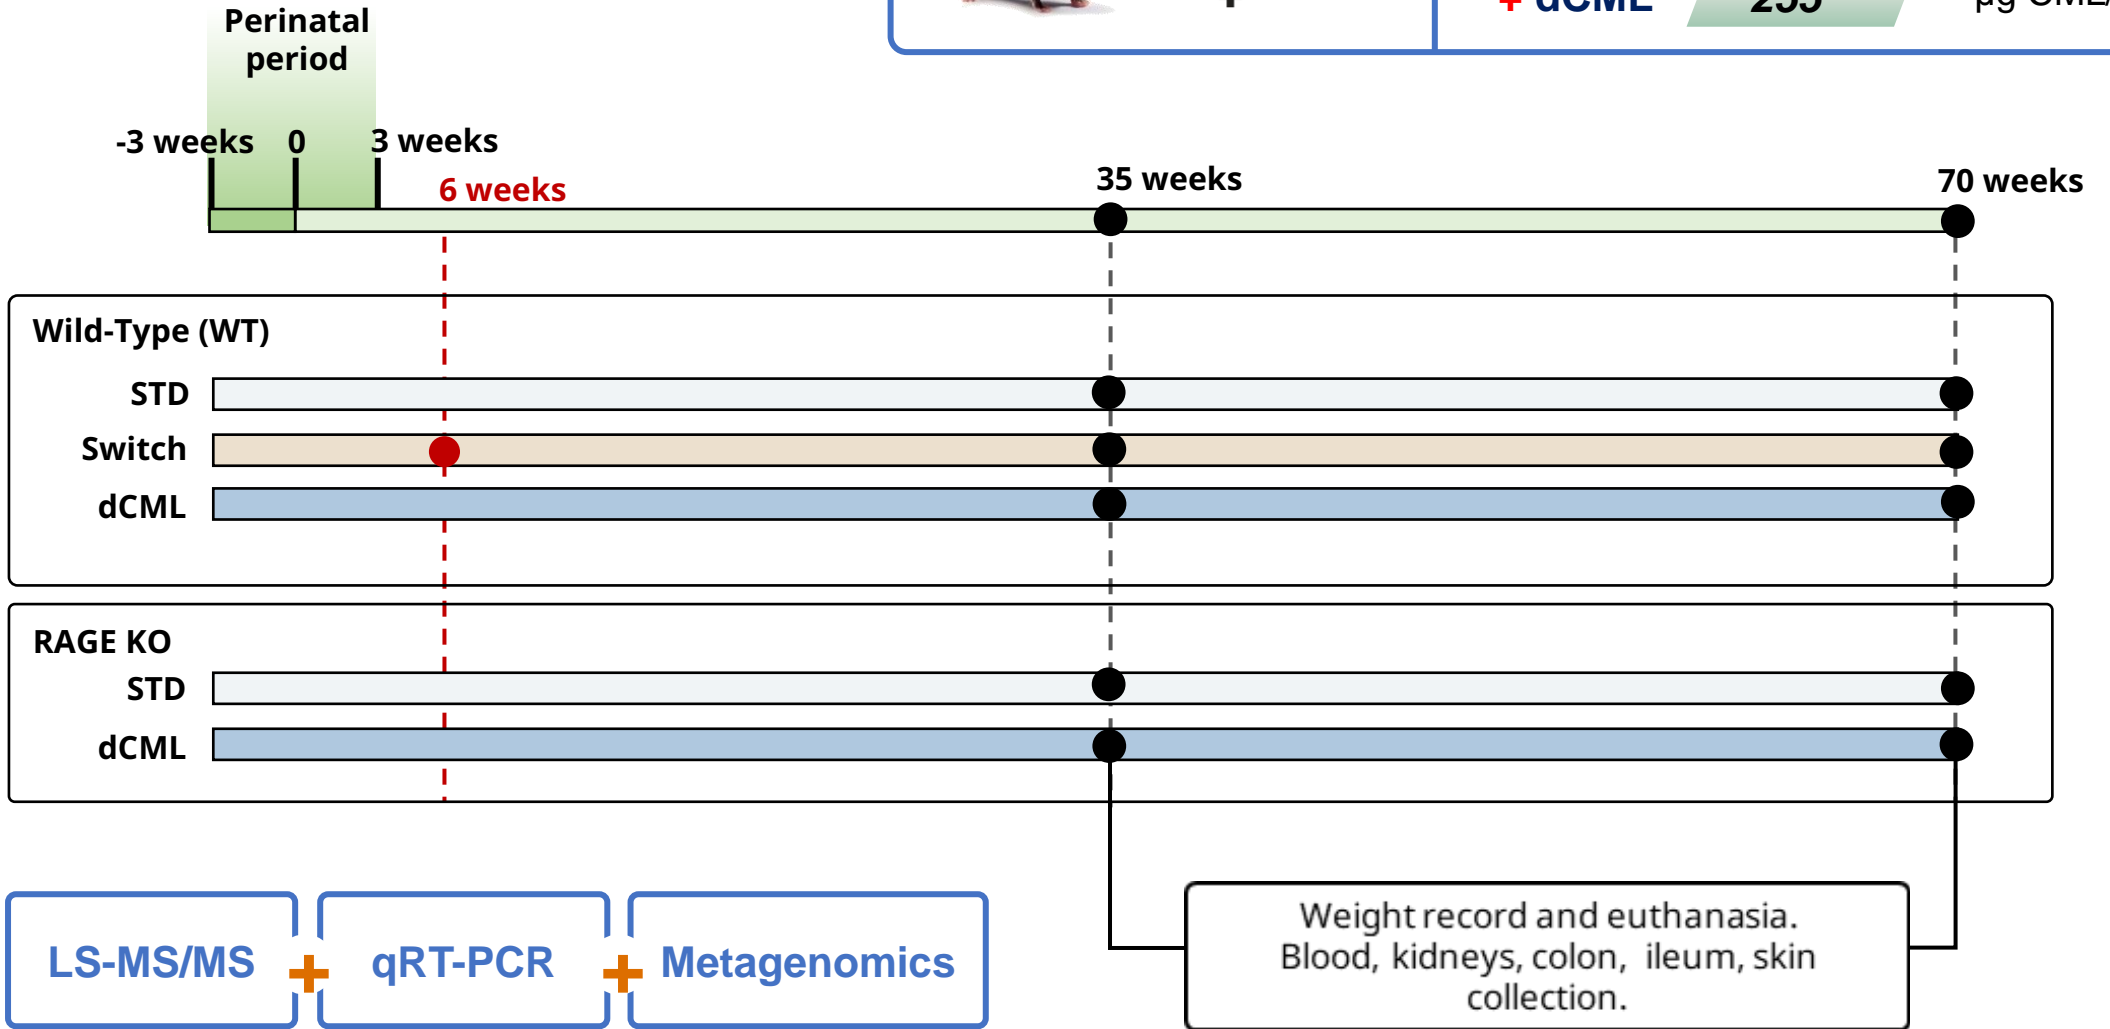 Perinatal
period
+ dCML
255
-3 weeks 0 3 weeks
6 weeks
35 weeks
70 weeks
Wild-Type (WT)
STD
Switch
dCML
RAGE KO
STD
dCML
LS-MS/MS + qRT-PCR + Metagenomics
Weight record and euthanasia.
Blood, kidneys, colon, ileum, skin
collection.